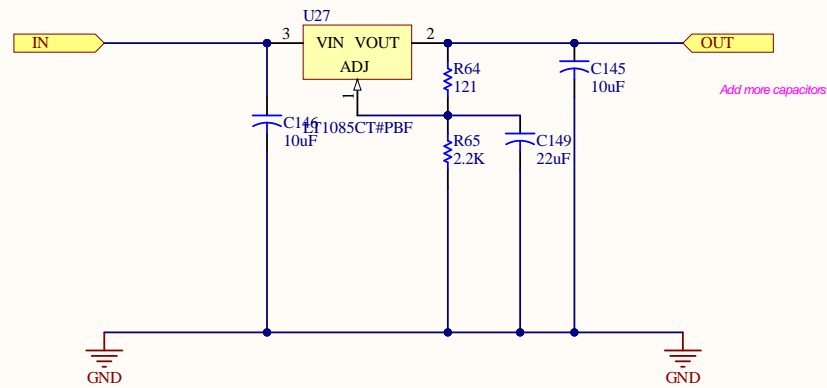 U27
IN
3
VIN VOUT
2
OUT
ADJ
R64
121
C145
10uF
Add more capacitors
1
C146
10uF
LT1085CT#PBF
R65
2.2K
C149
22uF
GND
GND